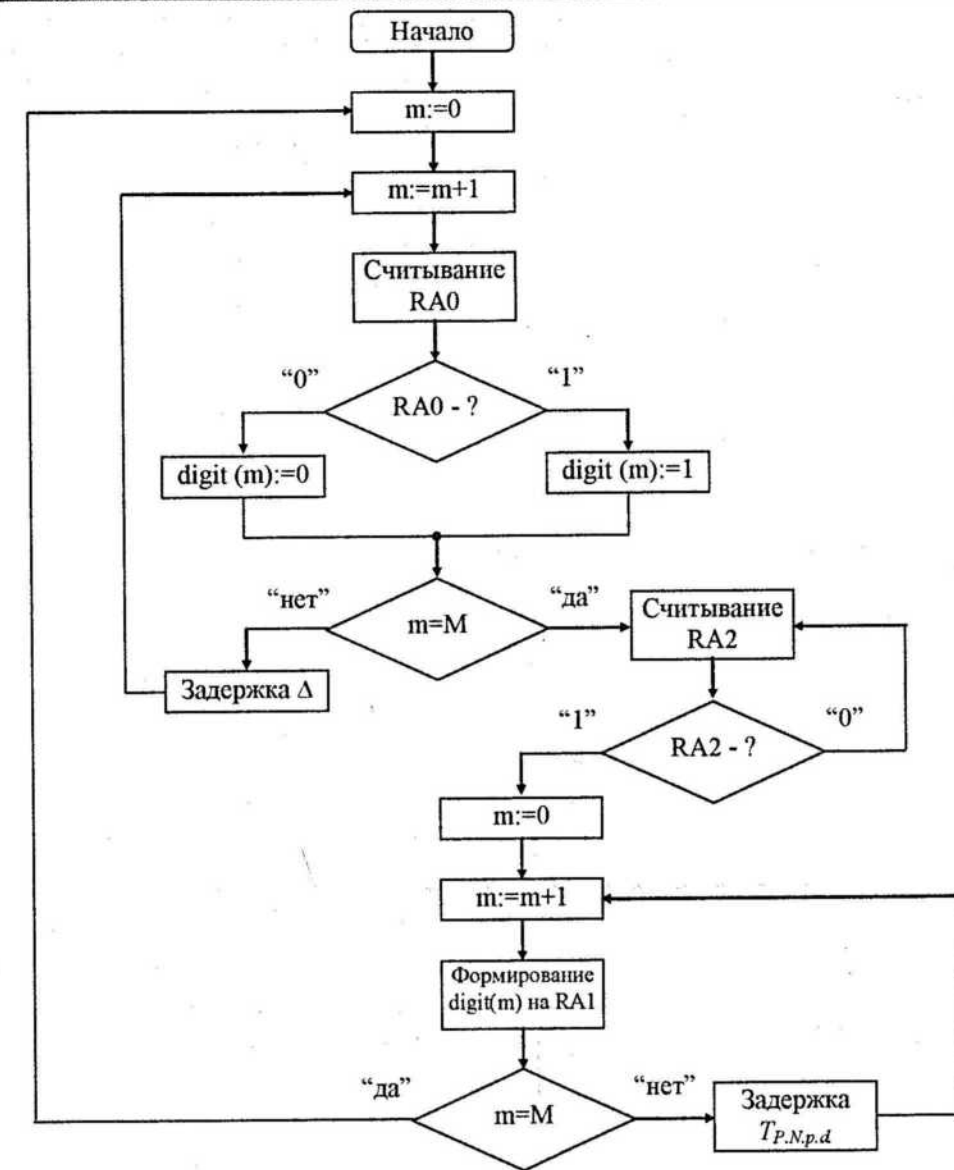 Начало
m:=0
m:=m+1
Считывание
RA0
“0”
“1”
RA0 - ?
digit (m):=0
digit (m):=1
“нет”
“да”
m=M
Считывание
RA2
Задержка Δ
“1”
“0”
RA2 - ?
m:=0
m:=m+1
Формирование
digit(m) на RA1
“да”
“нет”
m=M
Задержка
T_{P.N.p.d}